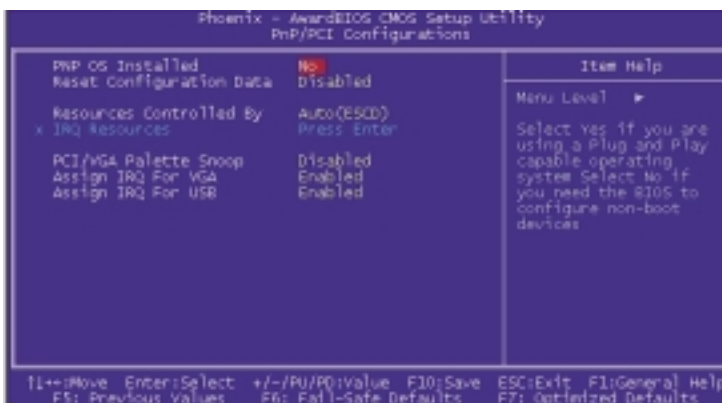 Phoenix - AwardBIOS CMOS Setup Utility
PnP/PCI Configurations
PNP OS Installed No
Reset Configuration Data Disabled
Resources Controlled By Auto(ESCD)
x IRQ Resources Press Enter
PCI/VGA Palette Snoop Disabled
Assign IRQ For VGA Enabled
Assign IRQ For USB Enabled
Item Help
Menu Level ►
Select Yes if you are
using a Plug and Play
capable operating
system Select No if
you need the BIOS to
configure non-boot
devices
↑↓←→:Move Enter:Select +/-/PU/PD:Value F10:Save ESC:Exit F1:General Help
F5: Previous Values F6: Fail-Safe Defaults F7: Optimized Defaults